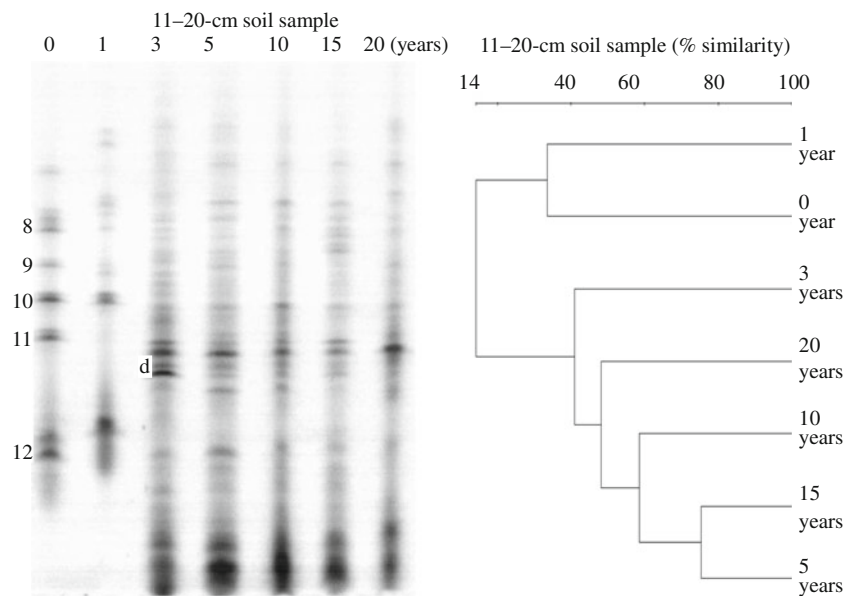 11–20-cm soil sample
0 1 3 5 10 15 20 (years)
8
9
10
11
d
12
11–20-cm soil sample (% similarity)
14 40 60 80 100
1
year
0
year
3
years
20
years
10
years
15
years
5
years